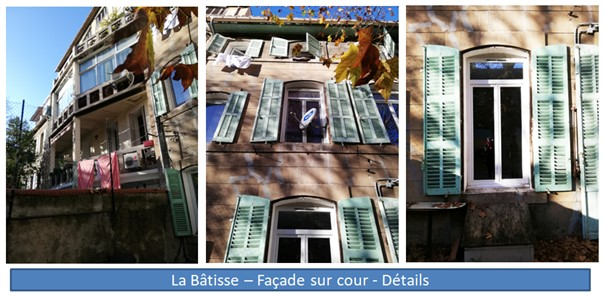 La Bâtisse – Façade sur cour - Détails